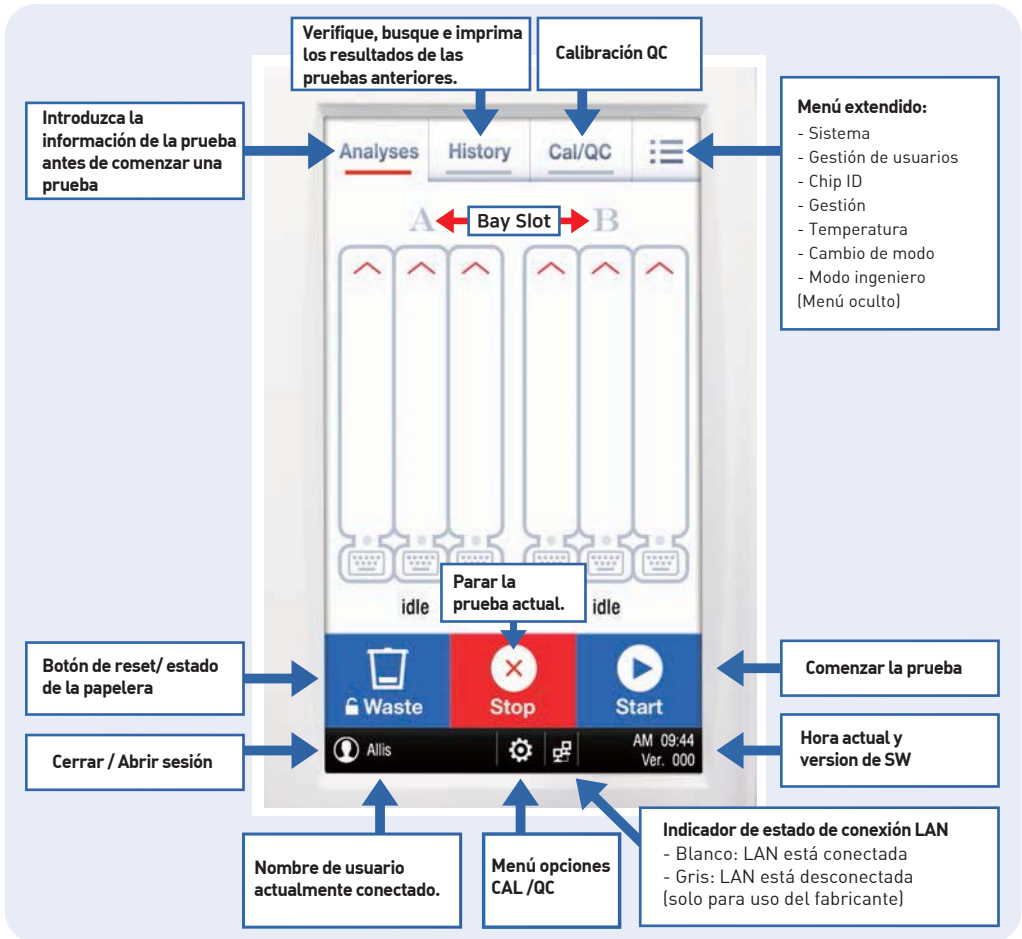 Verifique, busque e imprima
los resultados de las
pruebas anteriores.
Calibración QC
Introduzca la
información de la prueba
antes de comenzar una
prueba
Menú extendido:
- Sistema
- Gestión de usuarios
- Chip ID
- Gestión
- Temperatura
- Cambio de modo
- Modo ingeniero
(Menú oculto)
Analyses History Cal/QC
A Bay Slot B
Parar la
prueba actual.
idle idle
Botón de reset/ estado
de la papelera
Waste Stop Start
Comenzar la prueba
Cerrar / Abrir sesión
Allis
AM 09:44
Ver. 000
Hora actual y
version de SW
Nombre de usuario
actualmente conectado.
Menú opciones
CAL /QC
Indicador de estado de conexión LAN
- Blanco: LAN está conectada
- Gris: LAN está desconectada
(solo para uso del fabricante)